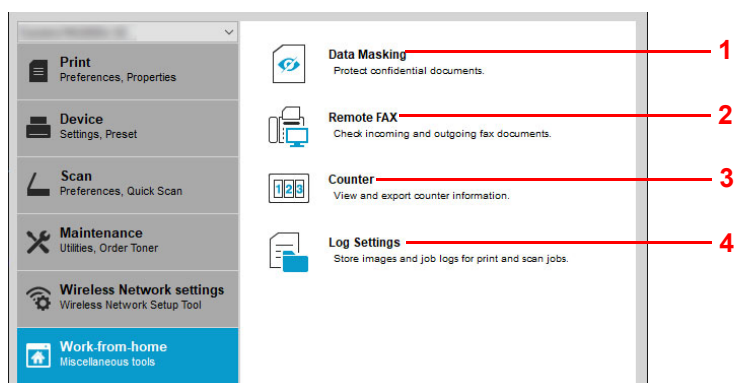 Print
Preferences, Properties
Device
Settings, Preset
Scan
Preferences, Quick Scan
Maintenance
Utilities, Order Toner
Wireless Network settings
Wireless Network Setup Tool
Work-from-home
Miscellaneous tools
Data Masking 1
Protect confidential documents.
Remote FAX 2
Check incoming and outgoing fax documents.
Counter 3
123
View and export counter information.
Log Settings 4
Store images and job logs for print and scan jobs.